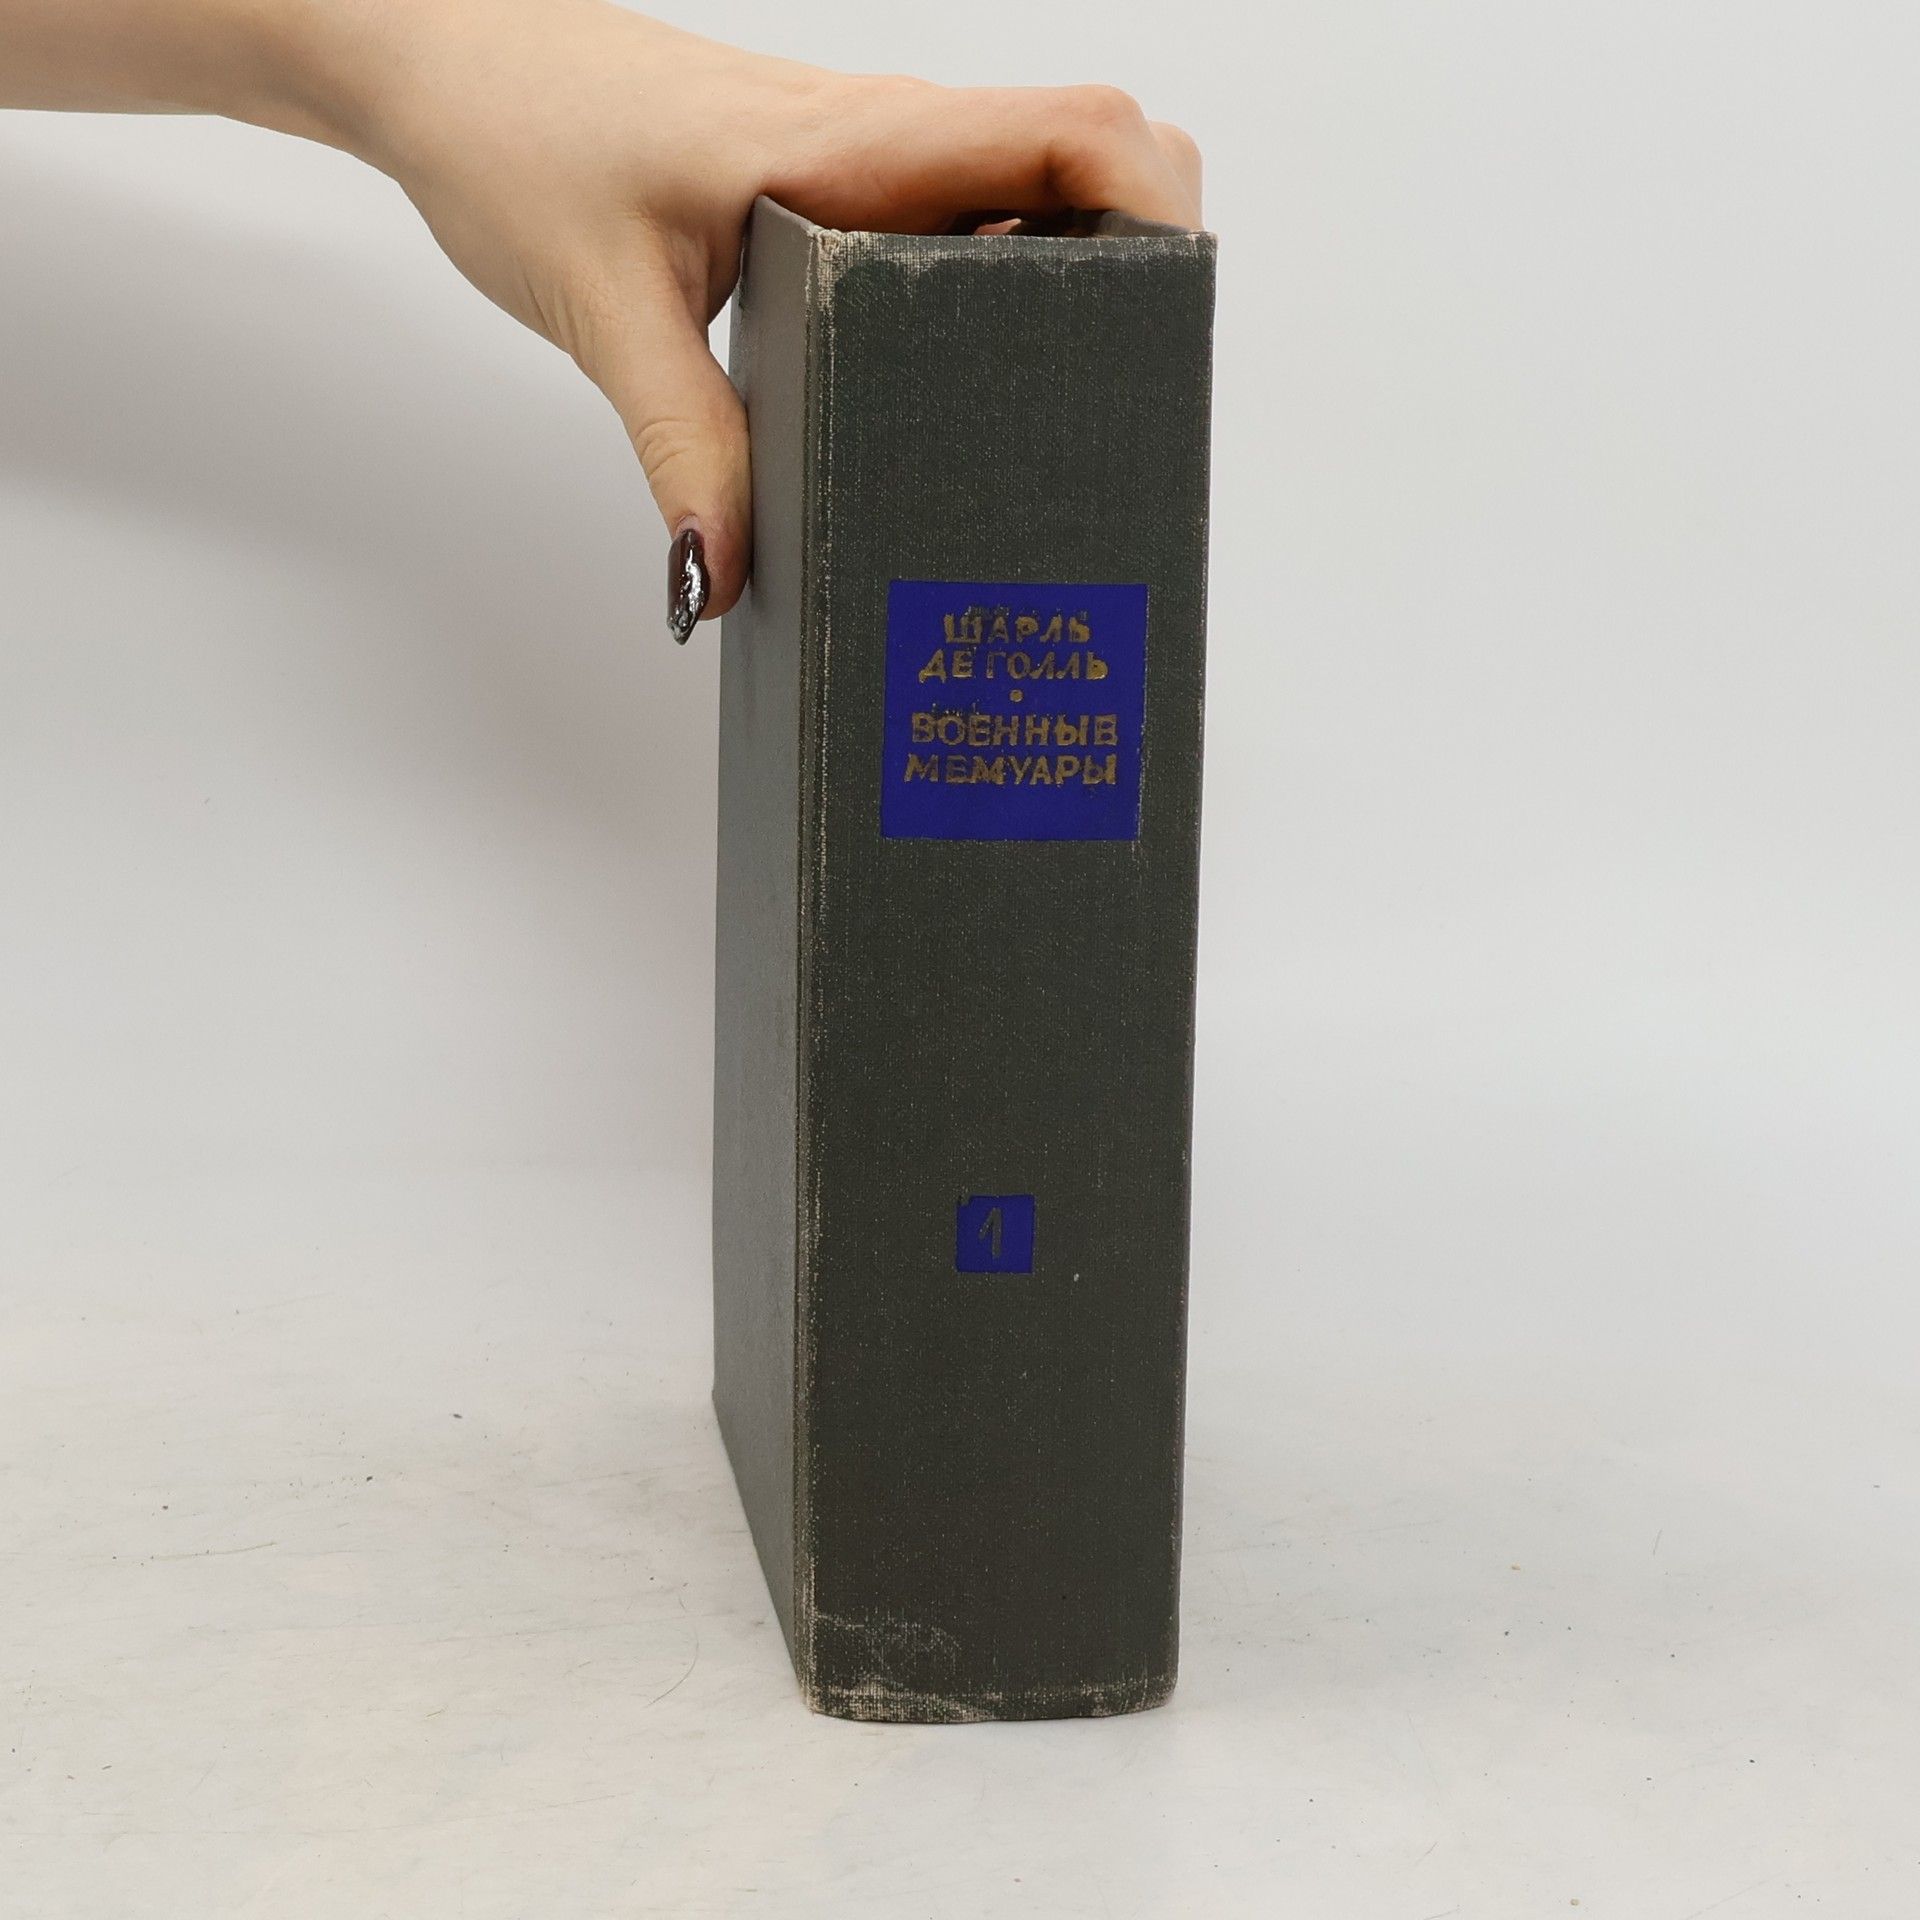 ШАРЛЬ
ДЕ ГОЛЛЬ
•
ВОЕННЫЕ
МЕМУАРЫ
1